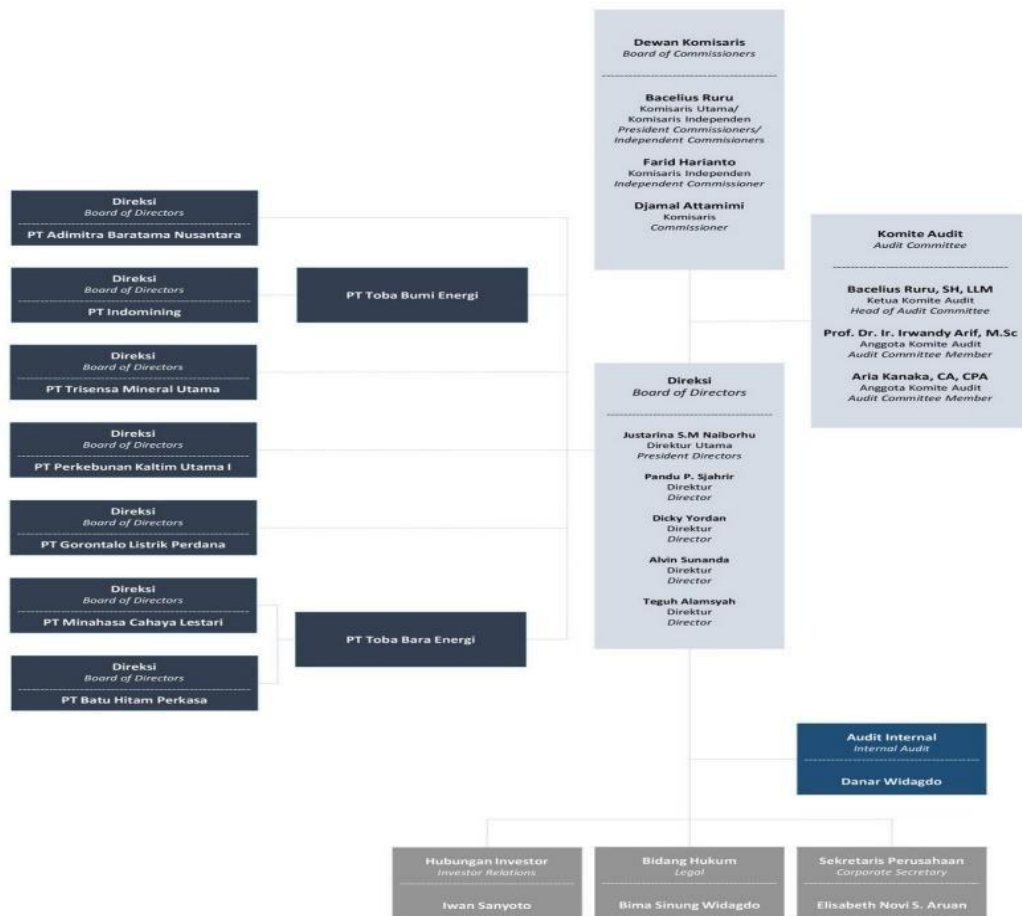 Dewan Komisaris
Board of Commissioners
Bacelius Ruru
Komisaris Utama/
Komisaris Independen
President Commissioners/
Independent Commisioners
Farid Harianto
Komisaris Independen
Independent Commissioner
Djamal Attamimi
Komisaris
Commissioner
Komite Audit
Audit Committee
Bacelius Ruru, SH, LLM
Ketua Komite Audit
Head of Audit Committee
Prof. Dr. Ir. Irwandy Arif, M.Sc
Anggota Komite Audit
Audit Committee Member
Aria Kanaka, CA, CPA
Anggota Komite Audit
Audit Committee Member
Direksi
Board of Directors
PT Adimitra Baratama Nusantara
Direksi
Board of Directors
PT Indomining
PT Toba Bumi Energi
Direksi
Board of Directors
PT Trisensa Mineral Utama
Direksi
Board of Directors
PT Perkebunan Kaltim Utama I
Direksi
Board of Directors
PT Gorontalo Listrik Perdana
Direksi
Board of Directors
PT Minahasa Cahaya Lestari
PT Toba Bara Energi
Direksi
Board of Directors
PT Batu Hitam Perkasa
Direksi
Board of Directors
Justarina S.M Naiborhu
Direktur Utama
President Directors
Pandu P. Sjahrir
Direktur
Director
Dicky Yordan
Direktur
Director
Alvin Sunanda
Direktur
Director
Teguh Alamsyah
Direktur
Director
Audit Internal
Internal Audit
Danar Widagdo
Hubungan Investor
Investor Relations
Iwan Sanyoto
Bidang Hukum
Legal
Bima Sinung Widagdo
Sekretaris Perusahaan
Corporate Secretary
Elisabeth Novi S. Aruan